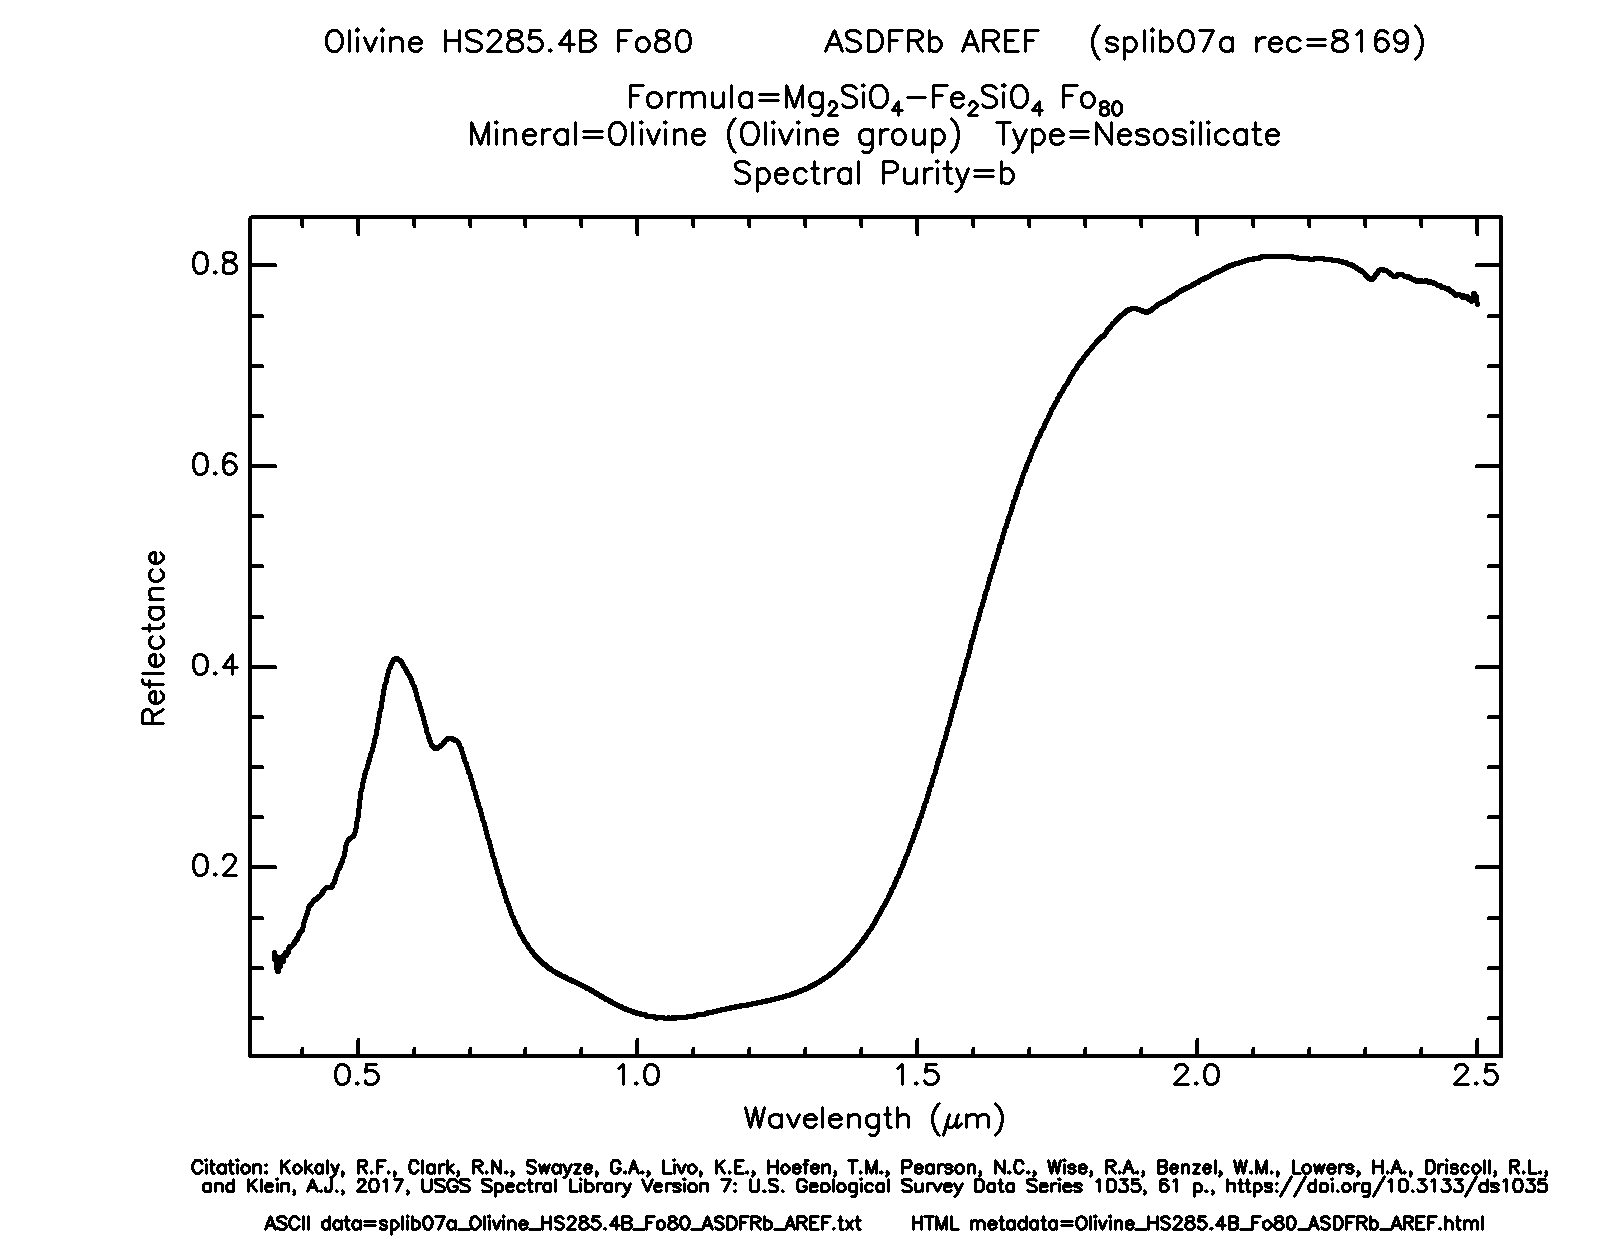 Olivine HS285.4B Fo80 ASDFRb AREF (splib07a rec=8169)
Formula=Mg₂SiO₄−Fe₂SiO₄ Fo₈₀
Mineral=Olivine (Olivine group) Type=Nesosilicate
Spectral Purity=b
0.8
0.6
0.4
0.2
Reflectance
0.5 1.0 1.5 2.0 2.5
Wavelength (μm)
Citation: Kokaly, R.F., Clark, R.N., Swayze, G.A., Livo, K.E., Hoefen, T.M., Pearson, N.C., Wise, R.A., Benzel, W.M., Lowers, H.A., Driscoll, R.L.,
and Klein, A.J., 2017, USGS Spectral Library Version 7: U.S. Geological Survey Data Series 1035, 61 p., https://doi.org/10.3133/ds1035
ASCII data=splib07a_Olivine_HS285.4B_Fo80_ASDFRb_AREF.txt HTML metadata=Olivine_HS285.4B_Fo80_ASDFRb_AREF.html